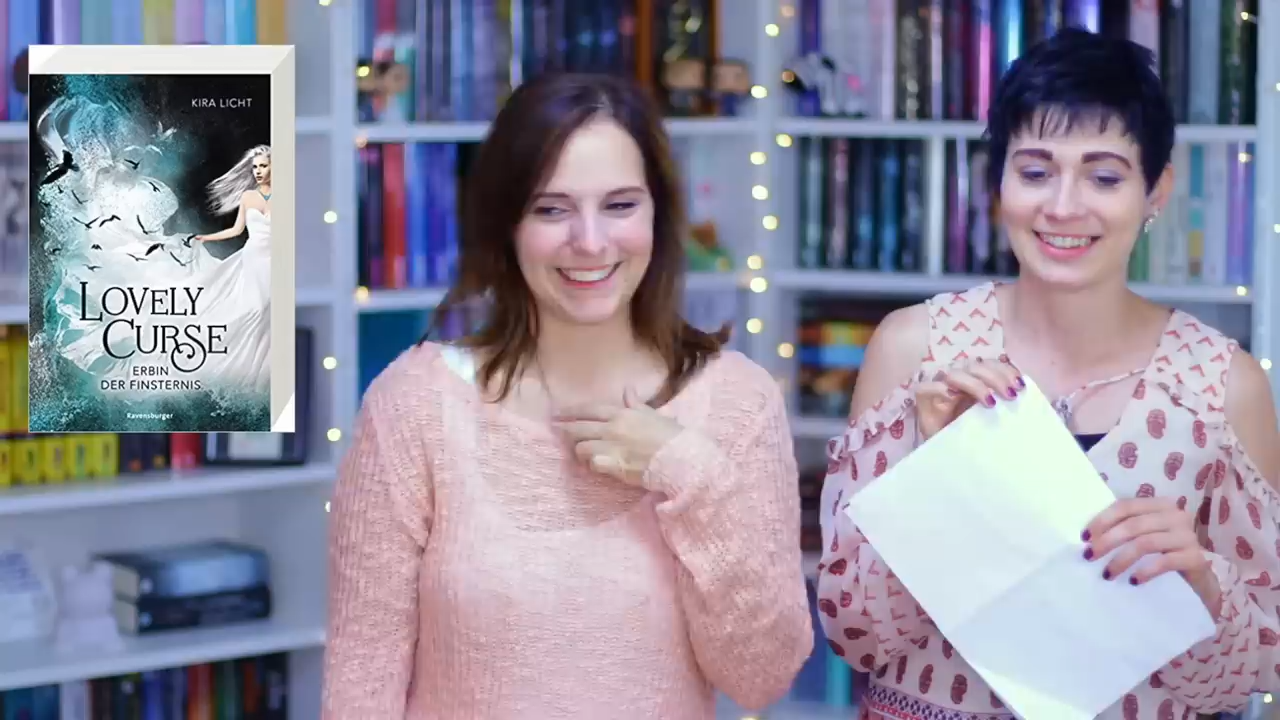 KIRA LICHT
LOVELY
CURSE
ERBIN
DER FINSTERNIS
Ravensburger